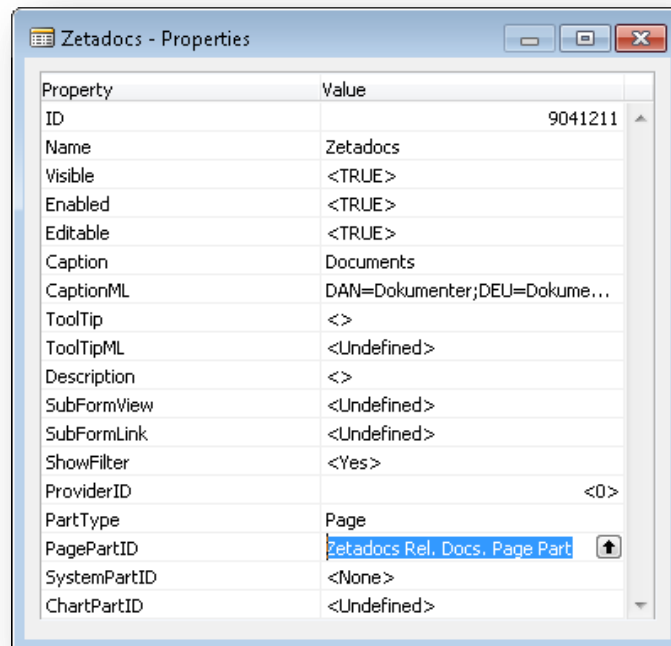 Zetadocs - Properties
Property Value
ID 9041211
Name Zetadocs
Visible <TRUE>
Enabled <TRUE>
Editable <TRUE>
Caption Documents
CaptionML DAN=Dokumenter;DEU=Dokume...
ToolTip <>
ToolTipML <Undefined>
Description <>
SubFormView <Undefined>
SubFormLink <Undefined>
ShowFilter <Yes>
ProviderID <0>
PartType Page
PagePartID Zetadocs Rel. Docs. Page Part
SystemPartID <None>
ChartPartID <Undefined>